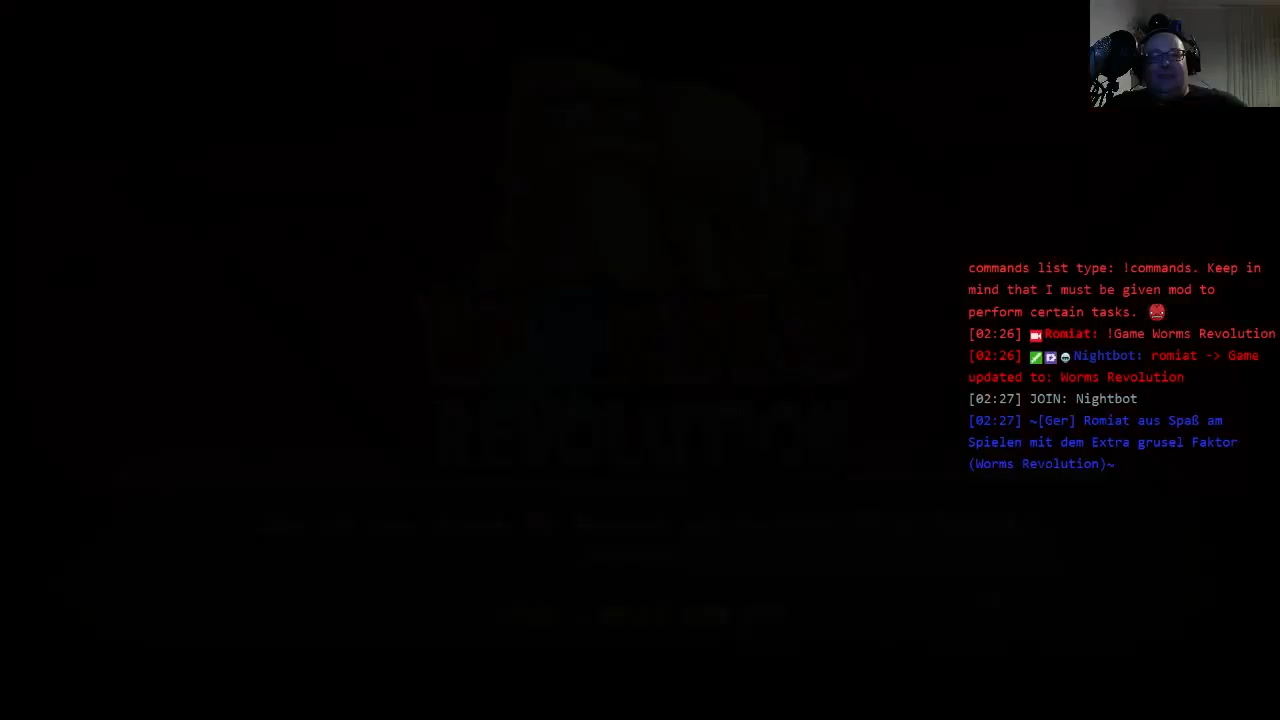 commands list type: !commands. Keep in
mind that I must be given mod to
perform certain tasks.
[02:26] Romiat: !Game Worms Revolution
[02:26] Nightbot: romiat -> Game
updated to: Worms Revolution
[02:27] JOIN: Nightbot
[02:27] ~[Ger] Romiat aus Spaß am
Spielen mit dem Extra grusel Faktor
(Worms Revolution)~